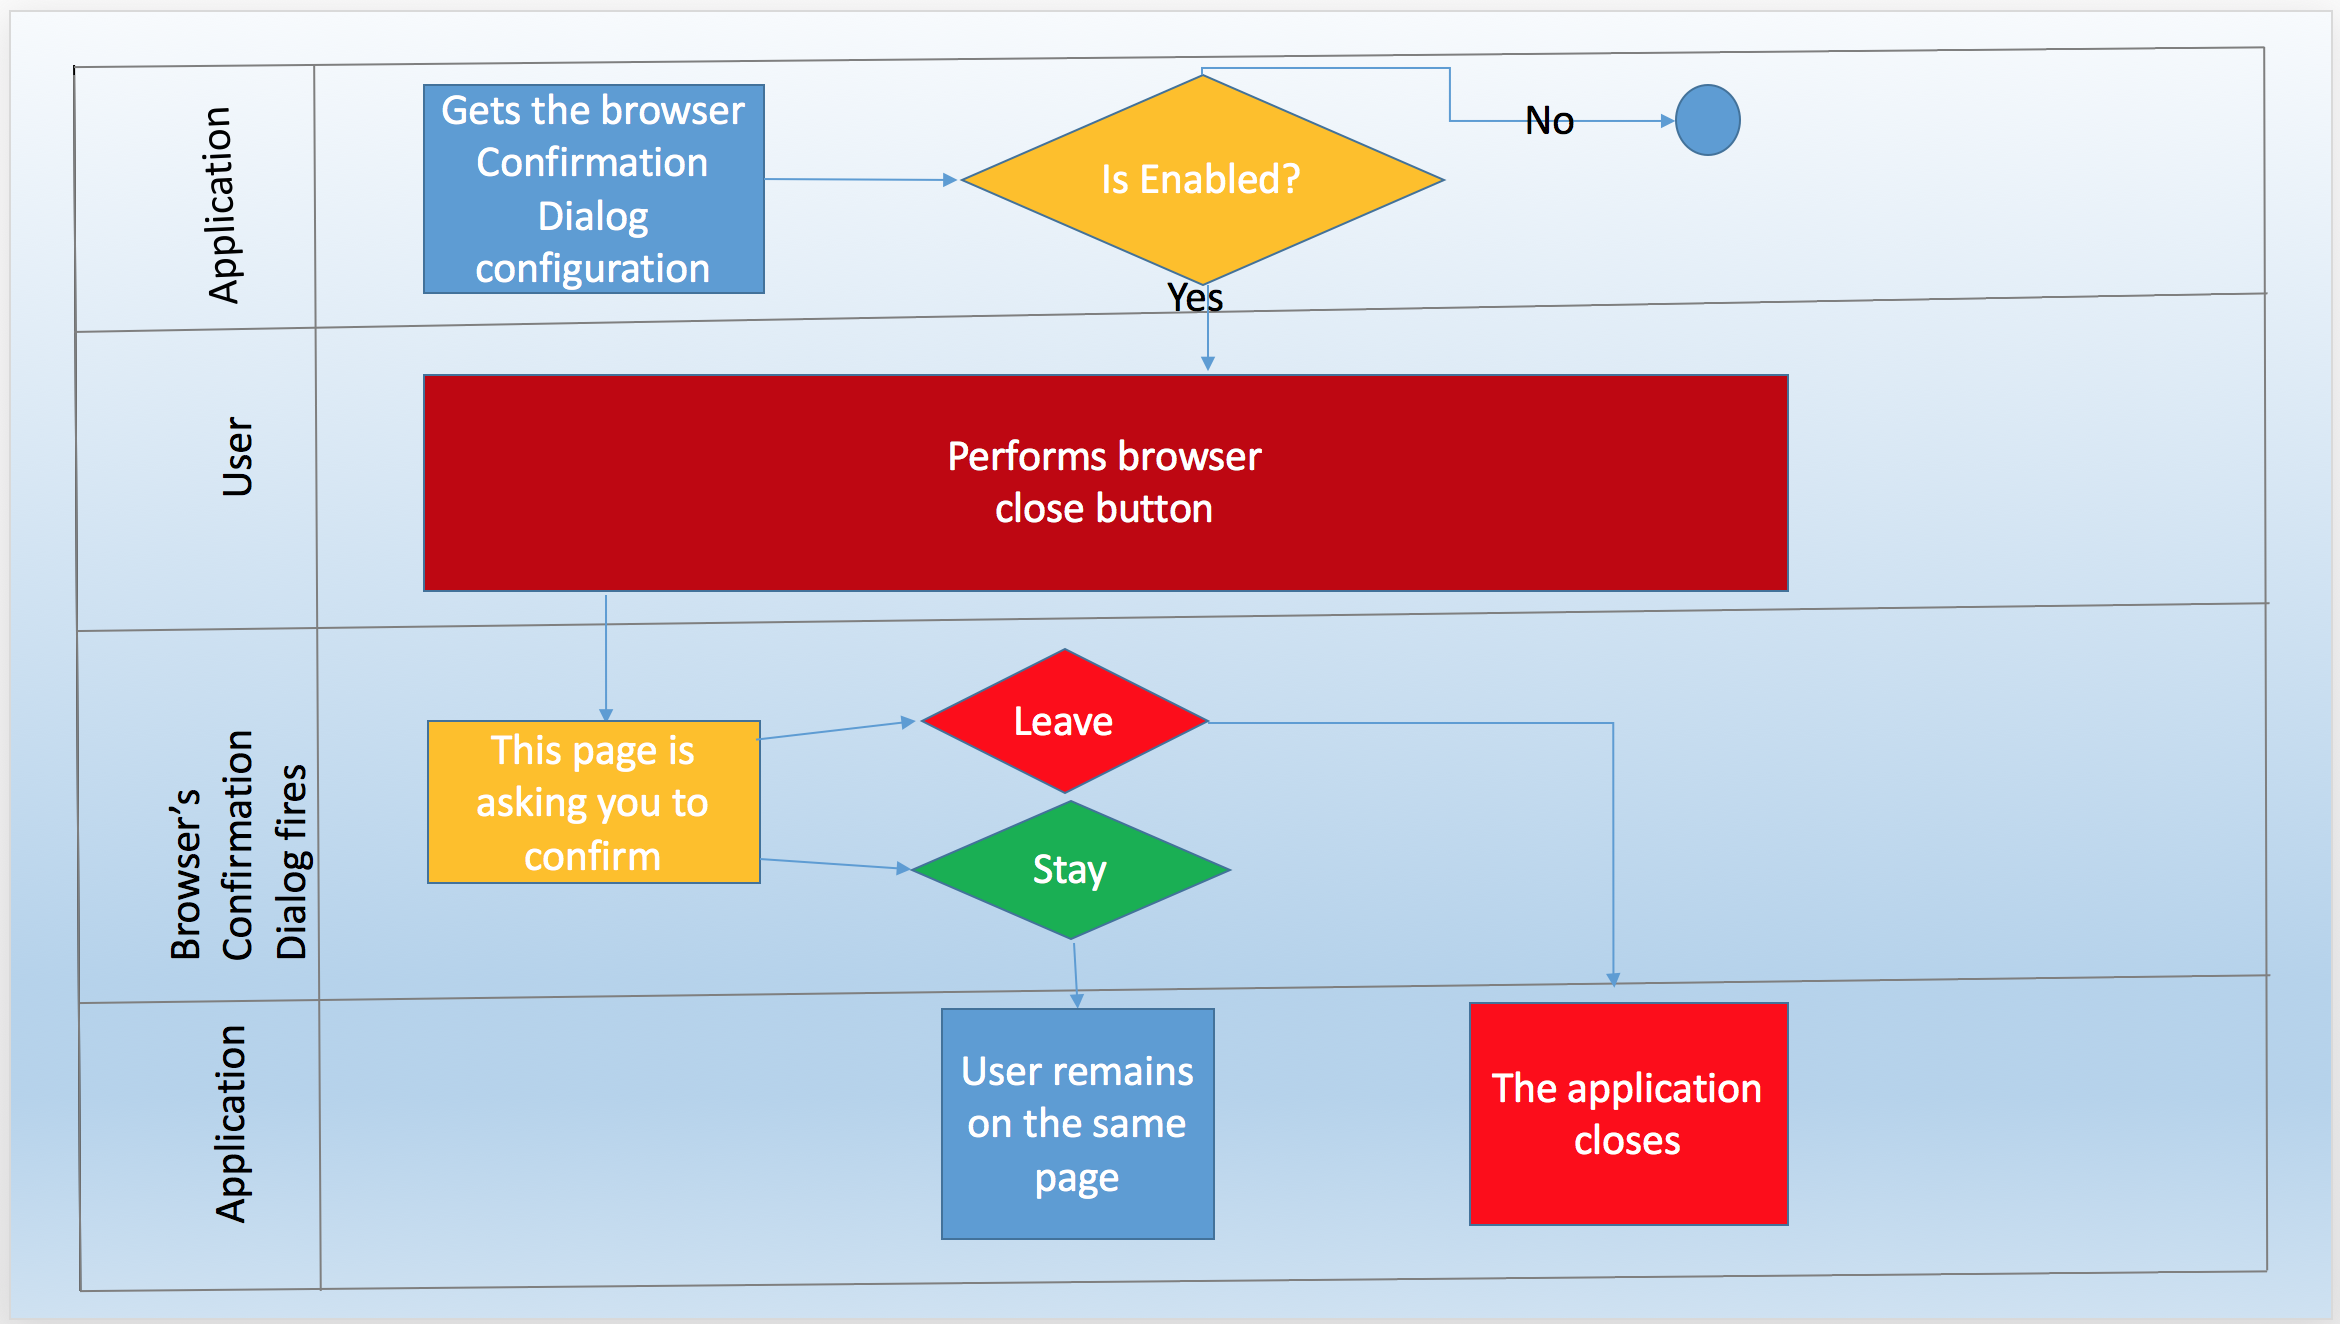 Application
Gets the browser
Confirmation
Dialog
configuration
Is Enabled?
No
Yes
User
Performs browser
close button
Browser’s
Confirmation
Dialog fires
This page is
asking you to
confirm
Leave
Stay
Application
User remains
on the same
page
The application
closes